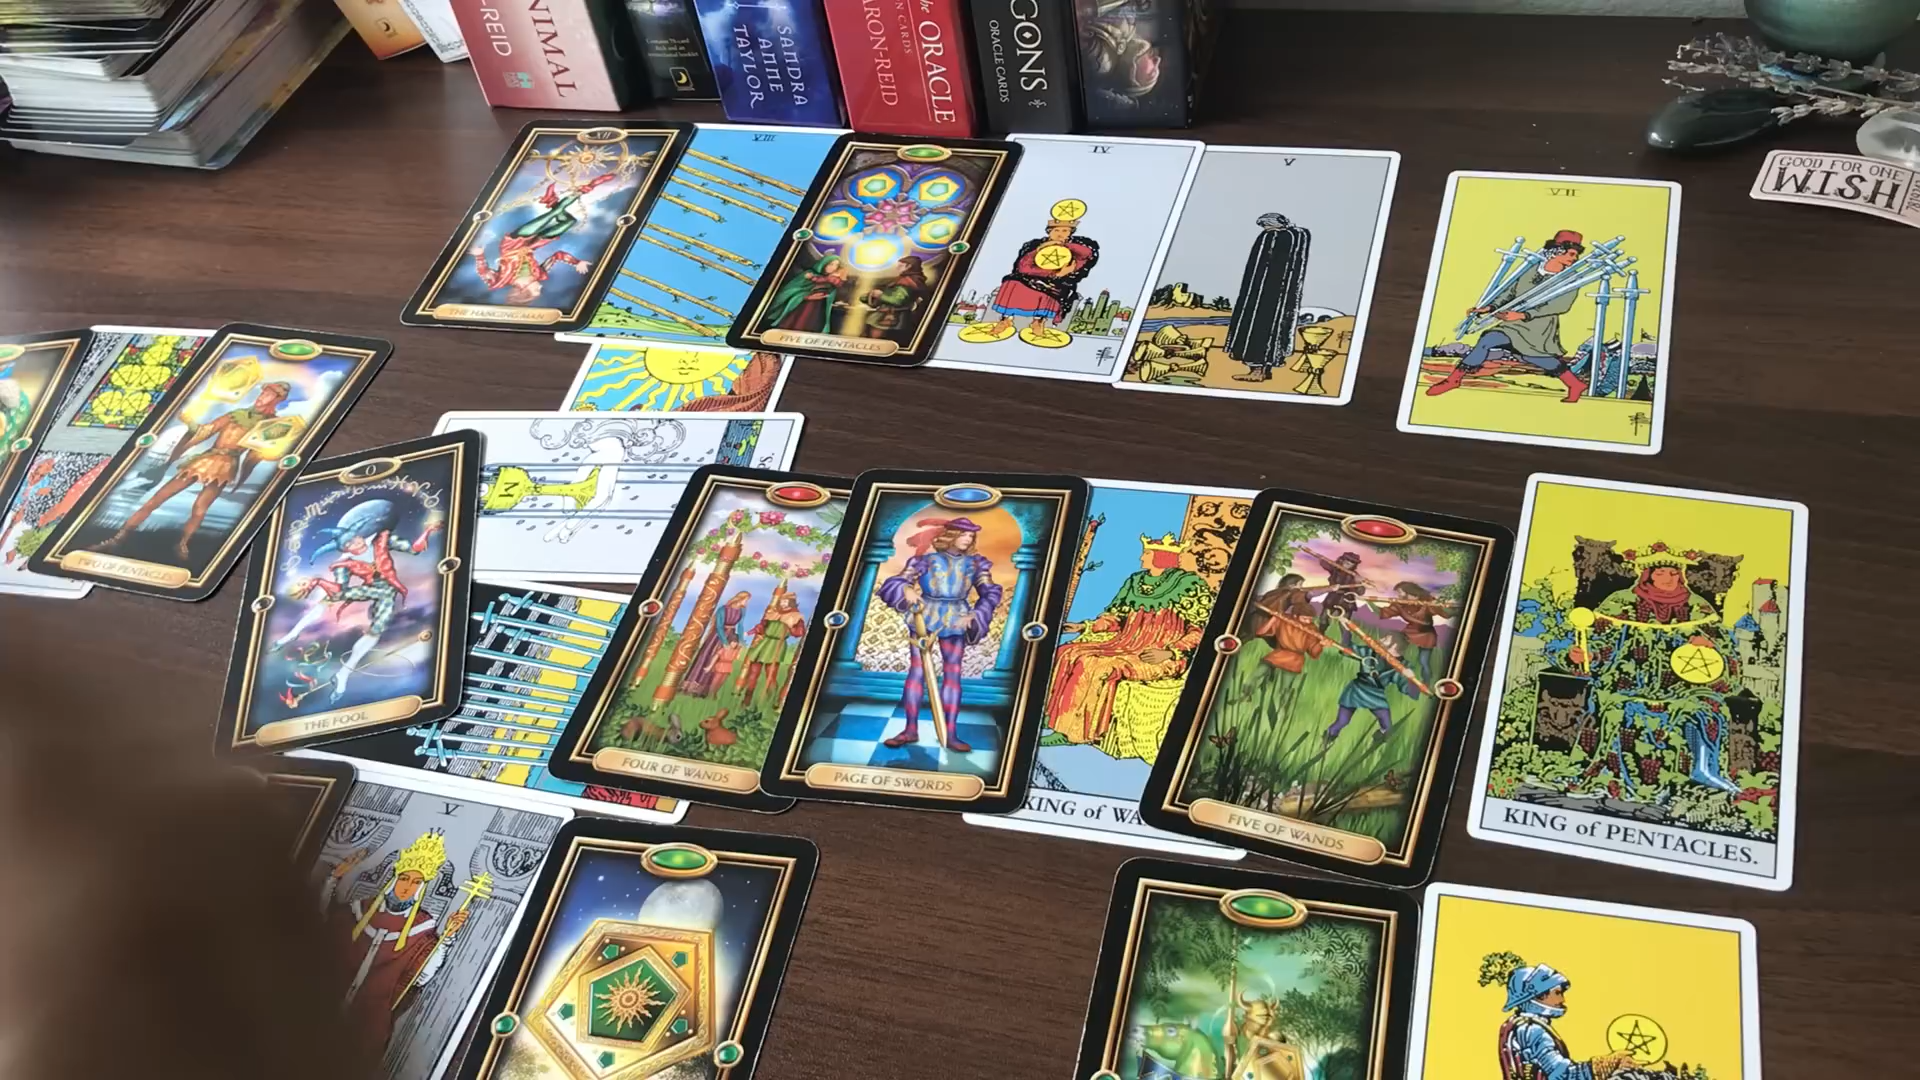 ANIMAL
-REID
SANDRA
ANNE
TAYLOR
the ORACLE
ARON-REID
GONS
ORACLE CARDS
GOOD FOR ONE
WISH
XII
THE HANGING MAN
VIII
FIVE OF PENTACLES
IV
V
VII
TWO OF PENTACLES
0
THE FOOL
FOUR OF WANDS
PAGE OF SWORDS
KING of WA
FIVE OF WANDS
KING of PENTACLES.
V